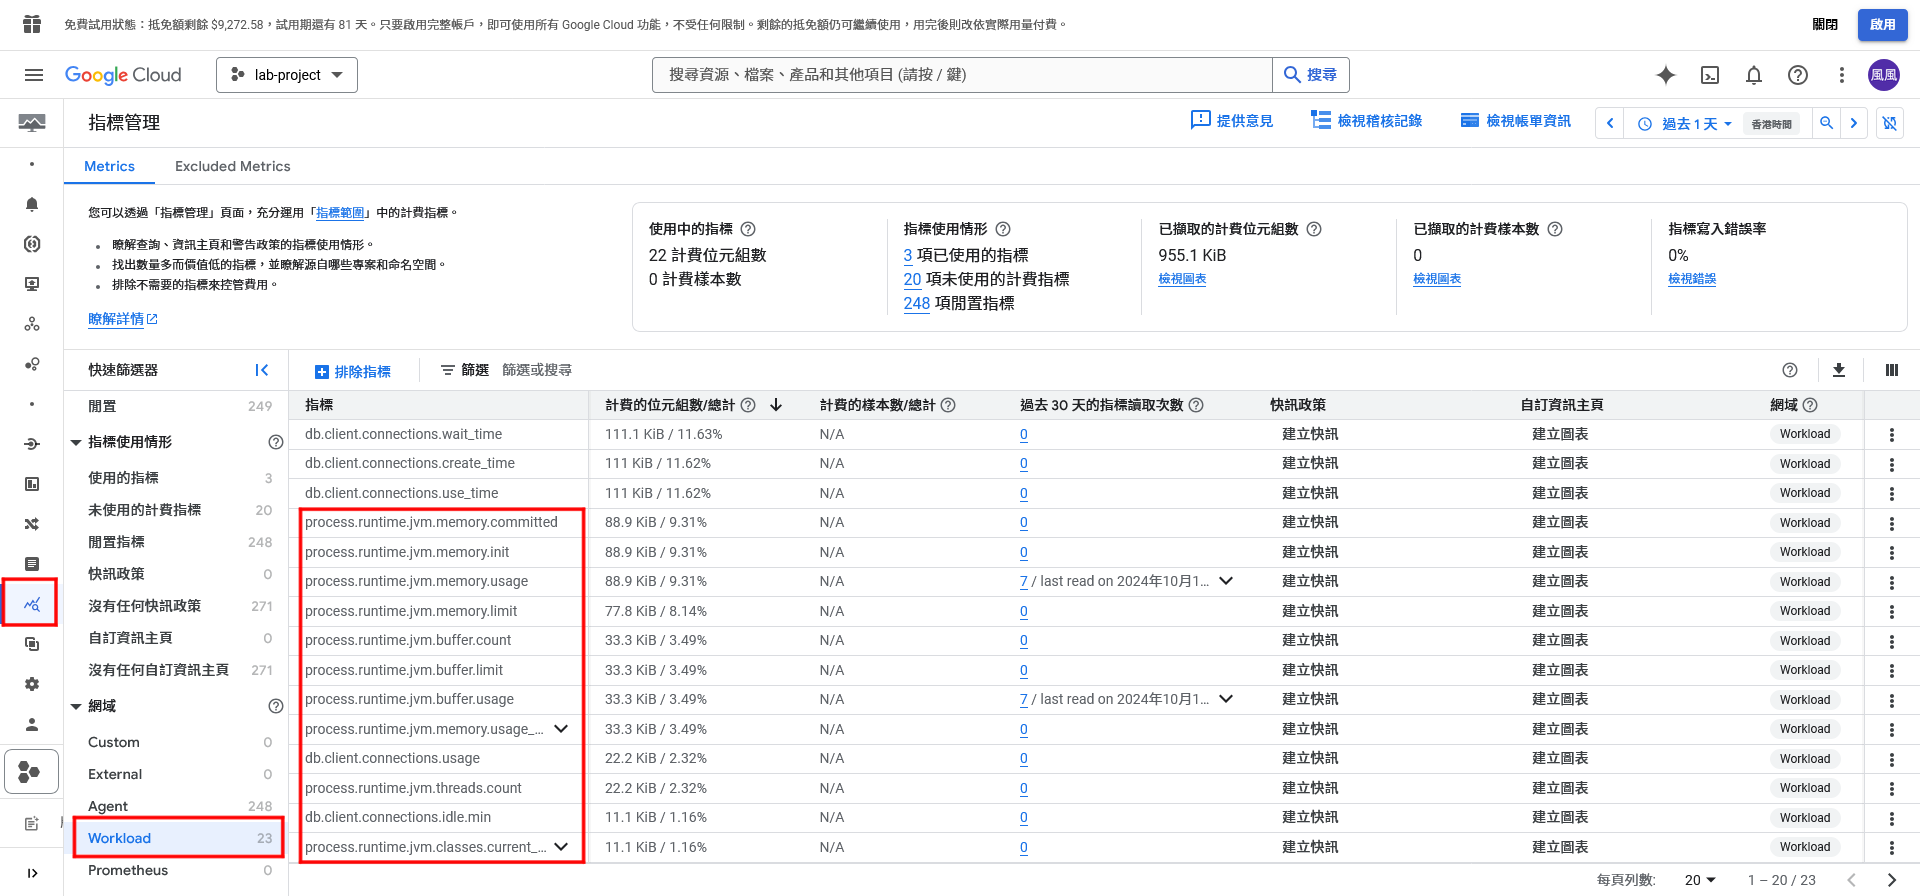 免費試用狀態：抵免額剩餘 $9,272.58，試用期還有 81 天。只要啟用完整帳戶，即可使用所有 Google Cloud 功能，不受任何限制。剩餘的抵免額仍可繼續使用，用完後則改依實際用量付費。
關閉
啟用
Google Cloud
lab-project
搜尋資源、檔案、產品和其他項目 (請按 / 鍵)
搜尋
風風
指標管理
提供意見
檢視稽核記錄
檢視帳單資訊
過去 1 天
香港時間
Metrics
Excluded Metrics
您可以透過「指標管理」頁面，充分運用「指標範圍」中的計費指標。
• 瞭解查詢、資訊主頁和警告政策的指標使用情形。
• 找出數量多而價值低的指標，並瞭解源自哪些專案和命名空間。
• 排除不需要的指標來控管費用。
瞭解詳情
使用中的指標
22 計費位元組數
0 計費樣本數
指標使用情形
3 項已使用的指標
20 項未使用的計費指標
248 項閒置指標
已擷取的計費位元組數
955.1 KiB
檢視圖表
已擷取的計費樣本數
0
檢視圖表
指標寫入錯誤率
0%
檢視錯誤
快速篩選器
閒置 249
指標使用情形
使用的指標 3
未使用的計費指標 20
閒置指標 248
快訊政策 0
沒有任何快訊政策 271
自訂資訊主頁 0
沒有任何自訂資訊主頁 271
網域
Custom 0
External 0
Agent 248
Workload 23
Prometheus 0
排除指標
篩選 篩選或搜尋
指標 計費的位元組數/總計 計費的樣本數/總計 過去 30 天的指標讀取次數 快訊政策 自訂資訊主頁 網域
db.client.connections.wait_time 111.1 KiB / 11.63% N/A 0 建立快訊 建立圖表 Workload
db.client.connections.create_time 111 KiB / 11.62% N/A 0 建立快訊 建立圖表 Workload
db.client.connections.use_time 111 KiB / 11.62% N/A 0 建立快訊 建立圖表 Workload
process.runtime.jvm.memory.committed 88.9 KiB / 9.31% N/A 0 建立快訊 建立圖表 Workload
process.runtime.jvm.memory.init 88.9 KiB / 9.31% N/A 0 建立快訊 建立圖表 Workload
process.runtime.jvm.memory.usage 88.9 KiB / 9.31% N/A 7 / last read on 2024年10月1... 建立快訊 建立圖表 Workload
process.runtime.jvm.memory.limit 77.8 KiB / 8.14% N/A 0 建立快訊 建立圖表 Workload
process.runtime.jvm.buffer.count 33.3 KiB / 3.49% N/A 0 建立快訊 建立圖表 Workload
process.runtime.jvm.buffer.limit 33.3 KiB / 3.49% N/A 0 建立快訊 建立圖表 Workload
process.runtime.jvm.buffer.usage 33.3 KiB / 3.49% N/A 7 / last read on 2024年10月1... 建立快訊 建立圖表 Workload
process.runtime.jvm.memory.usage_... 33.3 KiB / 3.49% N/A 0 建立快訊 建立圖表 Workload
db.client.connections.usage 22.2 KiB / 2.32% N/A 0 建立快訊 建立圖表 Workload
process.runtime.jvm.threads.count 22.2 KiB / 2.32% N/A 0 建立快訊 建立圖表 Workload
db.client.connections.idle.min 11.1 KiB / 1.16% N/A 0 建立快訊 建立圖表 Workload
process.runtime.jvm.classes.current_... 11.1 KiB / 1.16% N/A 0 建立快訊 建立圖表 Workload
每頁列數: 20 1 – 20 / 23